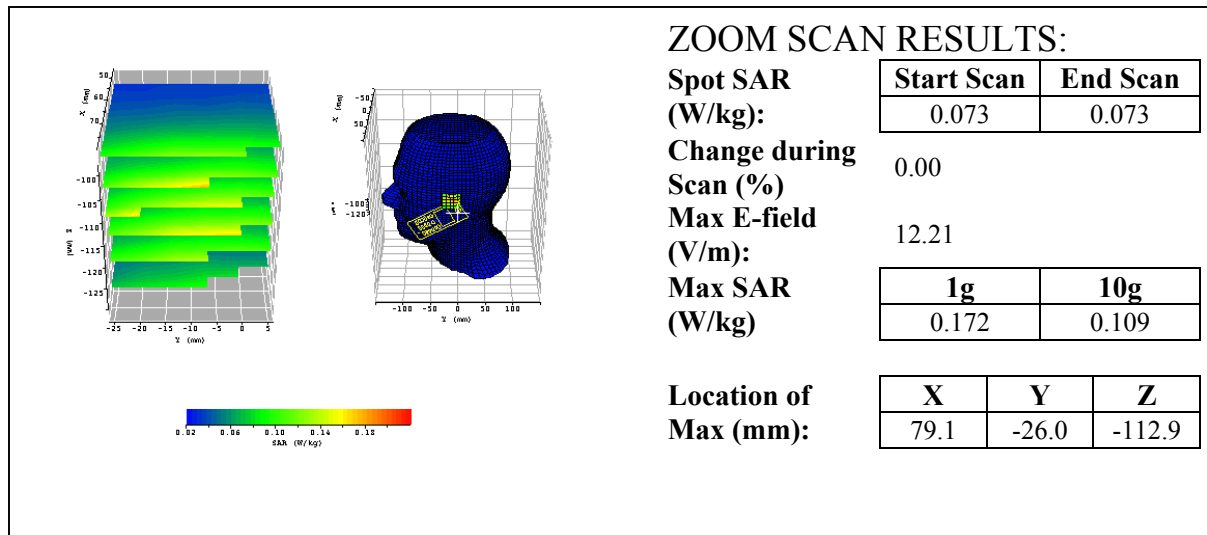 ZOOM SCAN RESULTS:
Spot SAR
(W/kg):
Start Scan End Scan
0.073 0.073
Change during
Scan (%)
0.00
Max E-field
(V/m):
12.21
Max SAR
(W/kg)
1g 10g
0.172 0.109
Location of
Max (mm):
X Y Z
79.1 -26.0 -112.9
50
60
70
X (mm)
-100
-105
-110
-115
-120
-125
Z (mm)
-25 -20 -15 -10 -5 0 5
Y (mm)
-50
0
50
X (mm)
-100
-120
-100 -50 0 50 100
Y (mm)
0.02 0.06 0.10 0.14 0.18
SAR (W/kg)